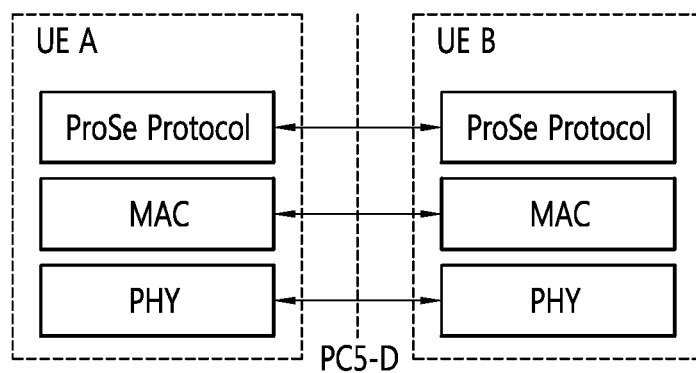 UE A
UE B
ProSe Protocol
ProSe Protocol
MAC
MAC
PHY
PHY
PC5-D